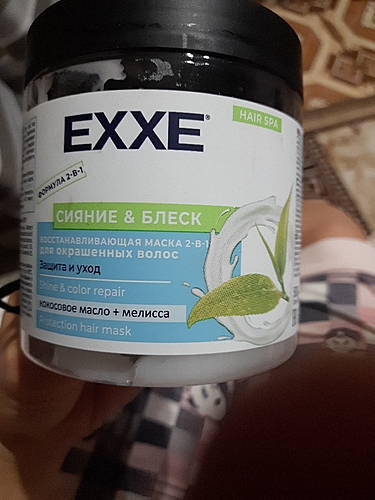 HAIR SPA
EXXE®
ФОРМУЛА 2-В-1
СИЯНИЕ & БЛЕСК
ВОССТАНАВЛИВАЮЩАЯ МАСКА 2-В-1
для окрашенных волос
Защита и уход
Shine & color repair
кокосовое масло + мелисса
Protection hair mask